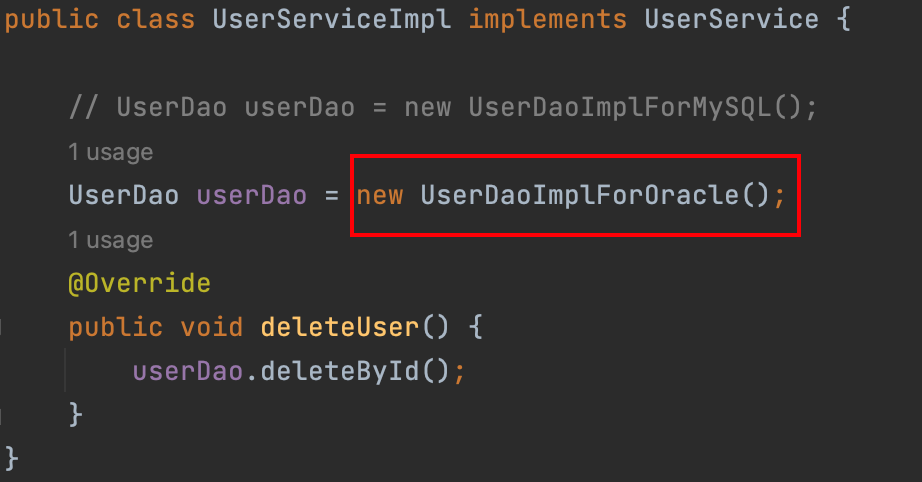 public class UserServiceImpl implements UserService {
// UserDao userDao = new UserDaoImplForMySQL();
1 usage
UserDao userDao = new UserDaoImplForOracle();
1 usage
@Override
public void deleteUser() {
userDao.deleteById();
}
}